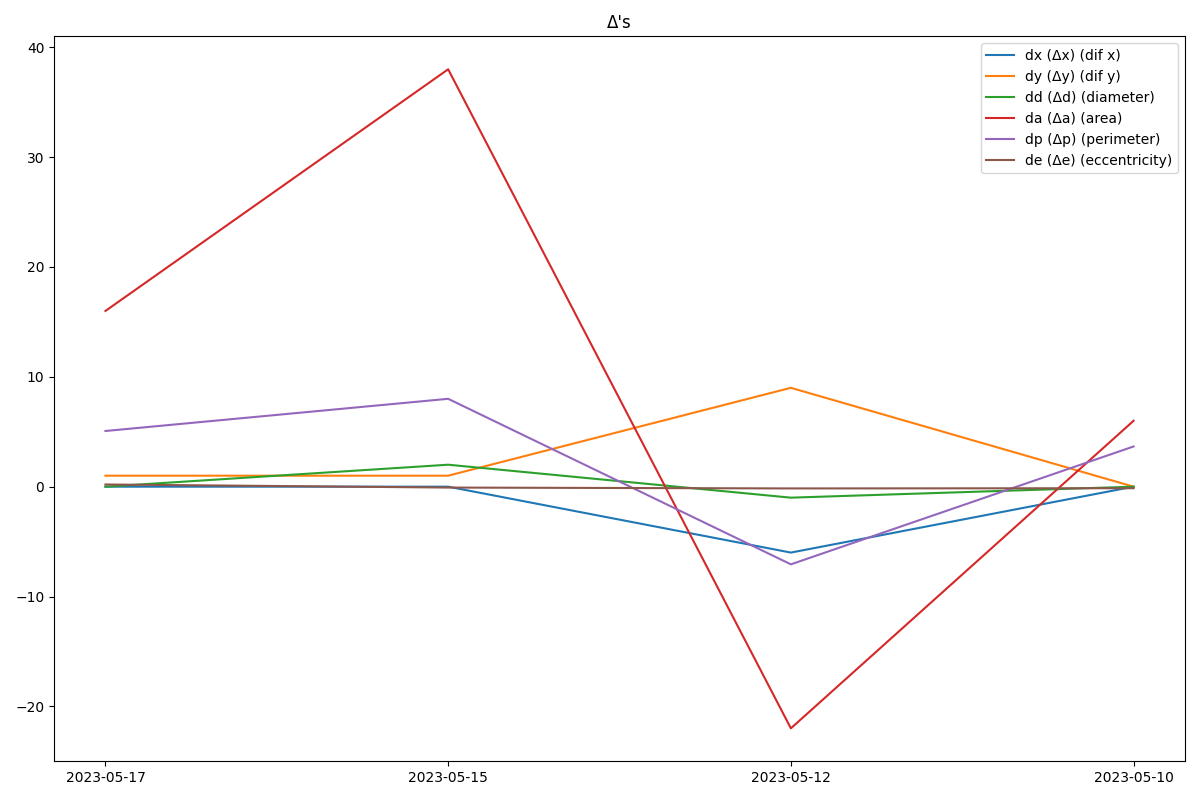 Δ's
40
30
20
10
0
−10
−20
dx (Δx) (dif x)
dy (Δy) (dif y)
dd (Δd) (diameter)
da (Δa) (area)
dp (Δp) (perimeter)
de (Δe) (eccentricity)
2023-05-17 2023-05-15 2023-05-12 2023-05-10